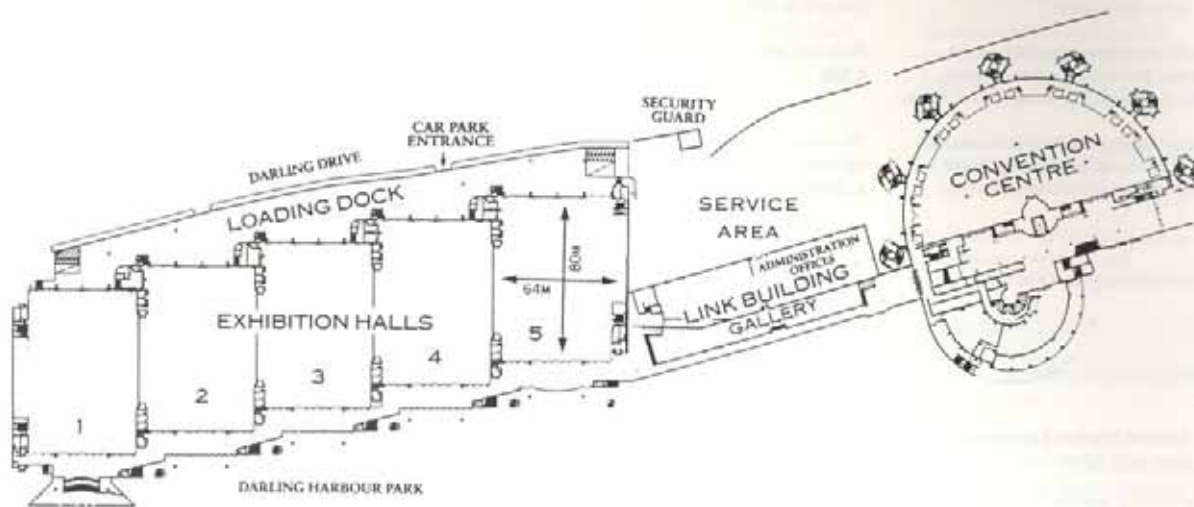 SECURITY
GUARD
CAR PARK
ENTRANCE
DARLING DRIVE
LOADING DOCK
CONVENTION
CENTRE
SERVICE
AREA
ADMINISTRATION
OFFICES
LINK BUILDING
GALLERY
80M
64M
EXHIBITION HALLS
1
2
3
4
5
DARLING HARBOUR PARK